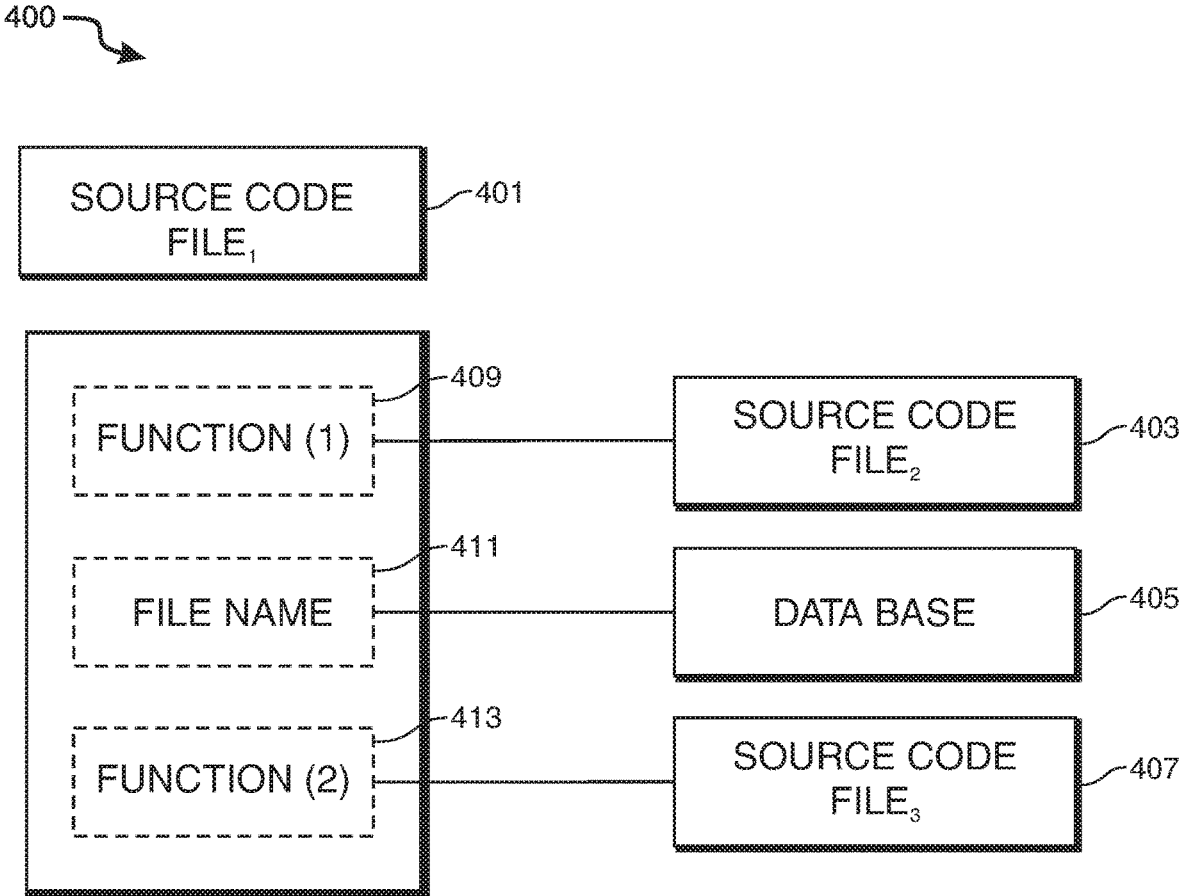 400
SOURCE CODE
FILE₁
401
409
FUNCTION (1)
SOURCE CODE
FILE₂
403
411
FILE NAME
DATA BASE
405
413
FUNCTION (2)
SOURCE CODE
FILE₃
407